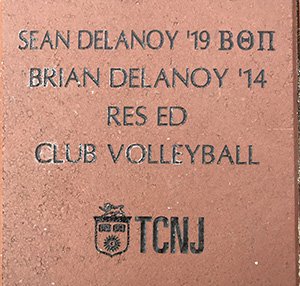 SEAN DELANOY '19 ΒΘΠ
BRIAN DELANOY '14
RES ED
CLUB VOLLEYBALL
TCNJ